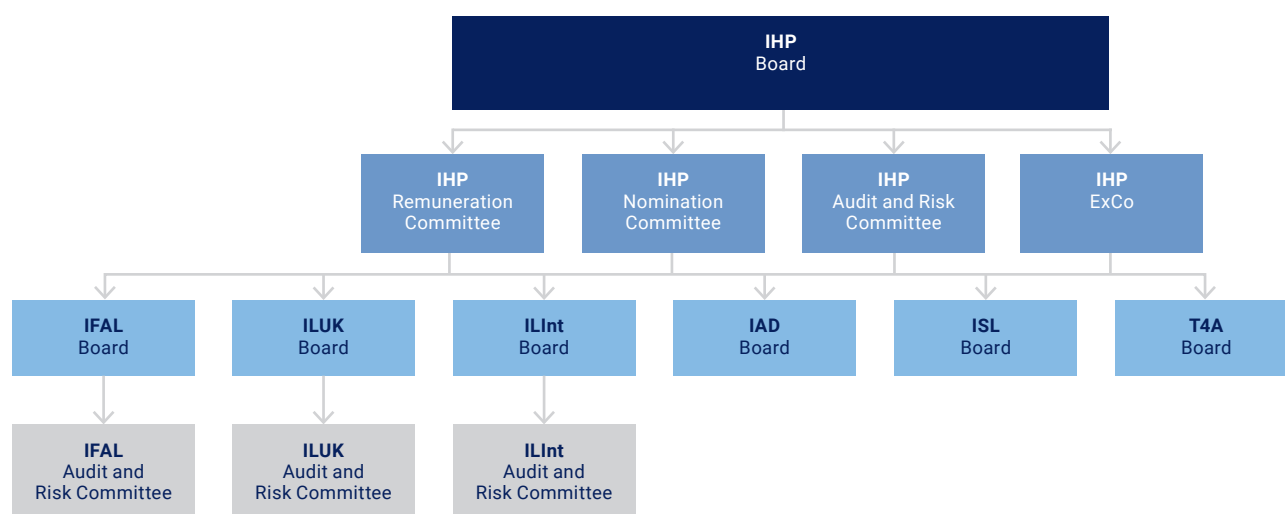 IHP
Board
IHP
Remuneration
Committee
IHP
Nomination
Committee
IHP
Audit and Risk
Committee
IHP
ExCo
IFAL
Board
ILUK
Board
ILInt
Board
IAD
Board
ISL
Board
T4A
Board
IFAL
Audit and
Risk Committee
ILUK
Audit and
Risk Committee
ILInt
Audit and
Risk Committee